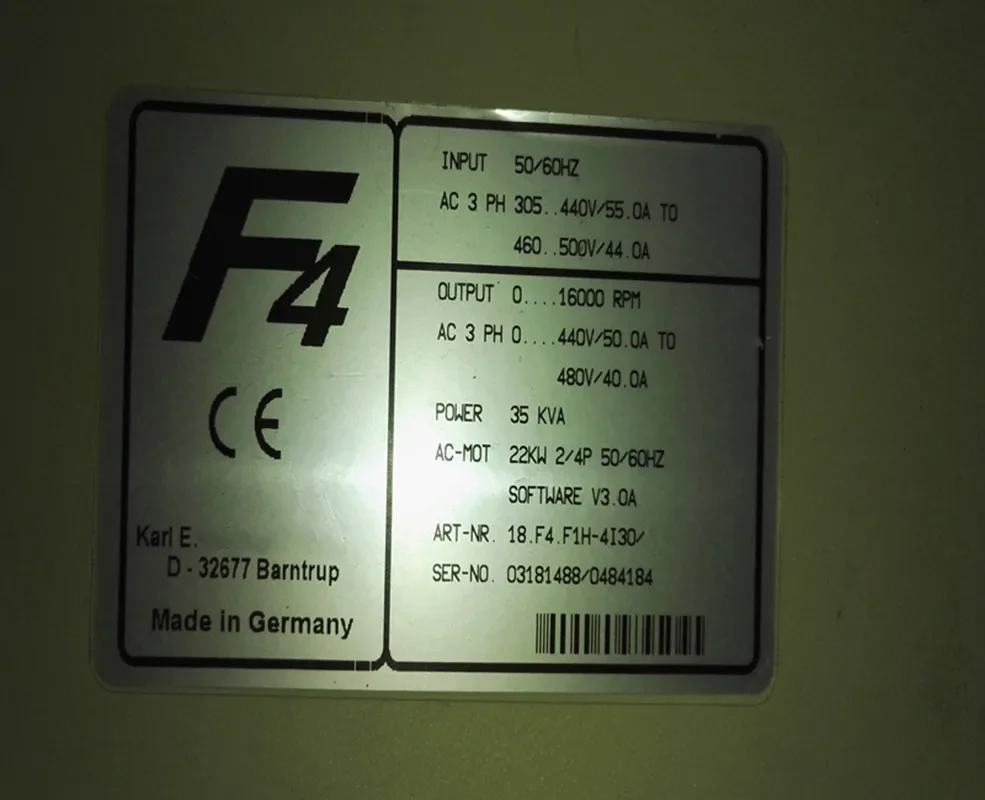 F4
CE
Karl E.
D - 32677 Barntrup
Made in Germany
INPUT 50/60HZ
AC 3 PH 305..440V/55.0A TO
460..500V/44.0A
OUTPUT 0....16000 RPM
AC 3 PH 0....440V/50.0A TO
480V/40.0A
POWER 35 KVA
AC-MOT 22KW 2/4P 50/60HZ
SOFTWARE V3.0A
ART-NR. 18.F4.F1H-4I30/
SER-NO. 03181488/0484184